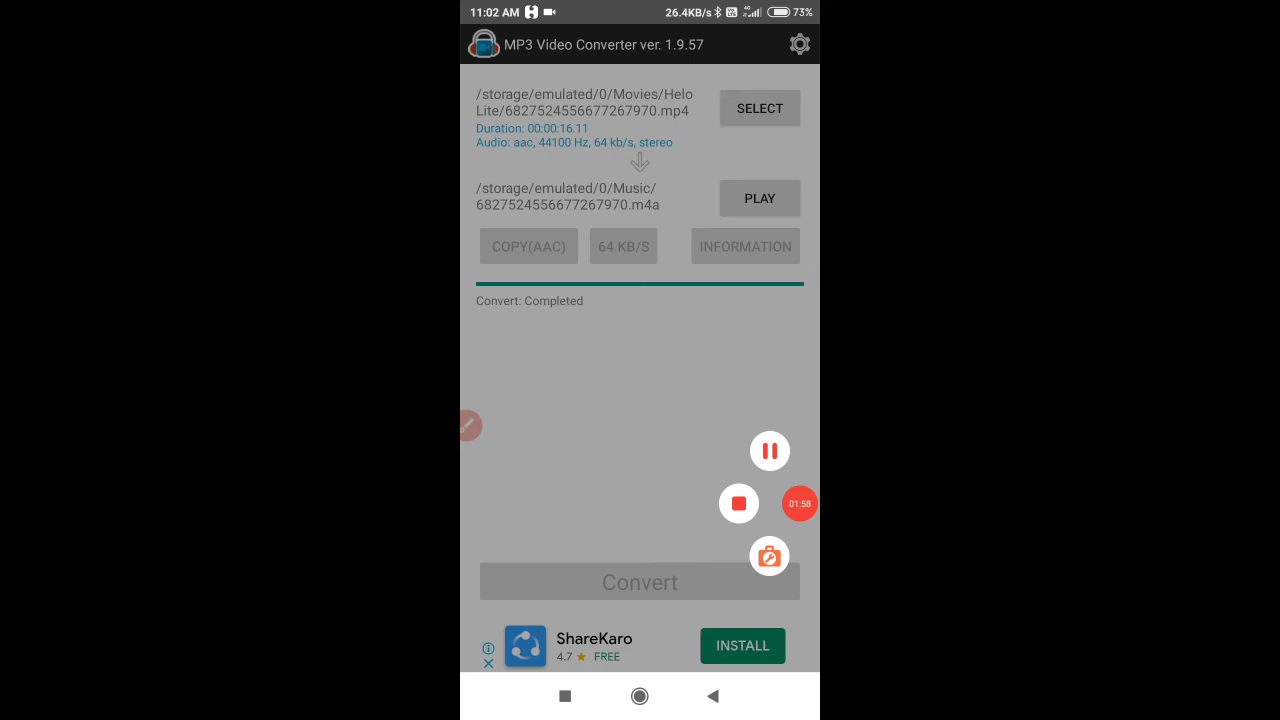 11:02 AM 26.4KB/s 4G 73%
MP3 Video Converter ver. 1.9.57
/storage/emulated/0/Movies/Helo
Lite/6827524556677267970.mp4
SELECT
Duration: 00:00:16.11
Audio: aac, 44100 Hz, 64 kb/s, stereo
/storage/emulated/0/Music/
6827524556677267970.m4a
PLAY
COPY(AAC) 64 KB/S INFORMATION
Convert: Completed
01:58
Convert
ShareKaro
4.7 ★ FREE
INSTALL